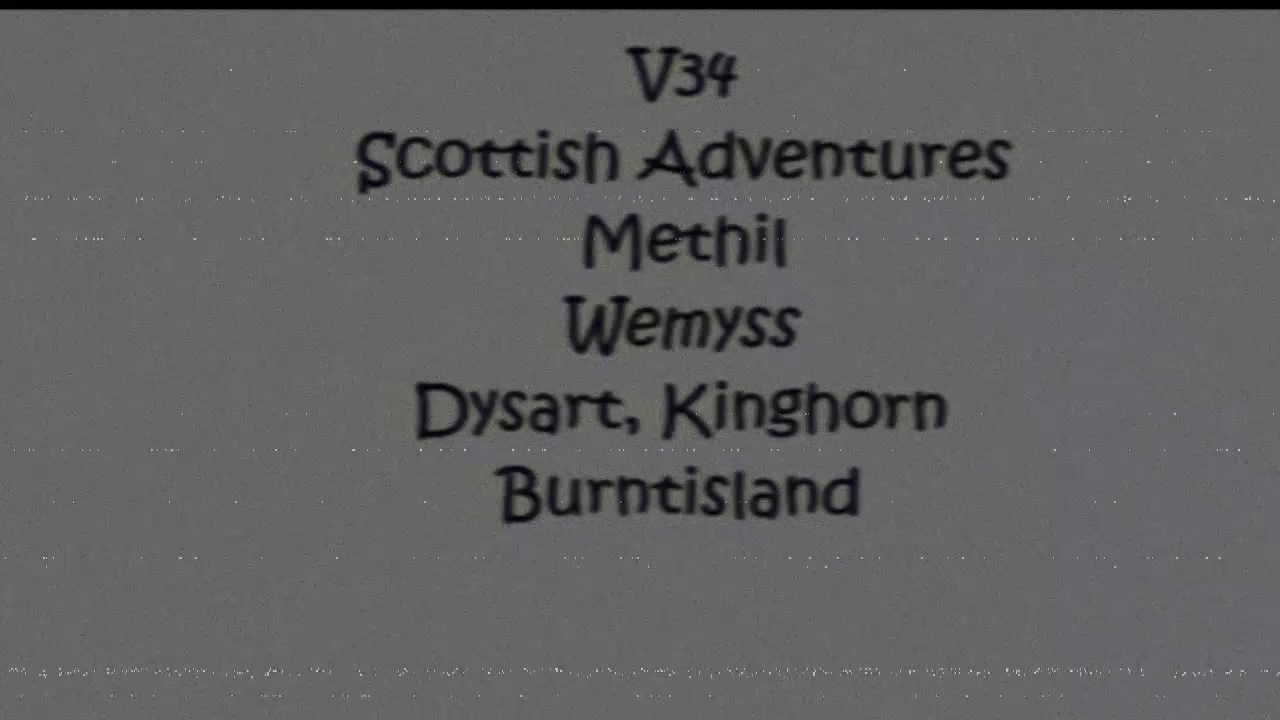 V34
Scottish Adventures
Methil
Wemyss
Dysart, Kinghorn
Burntisland